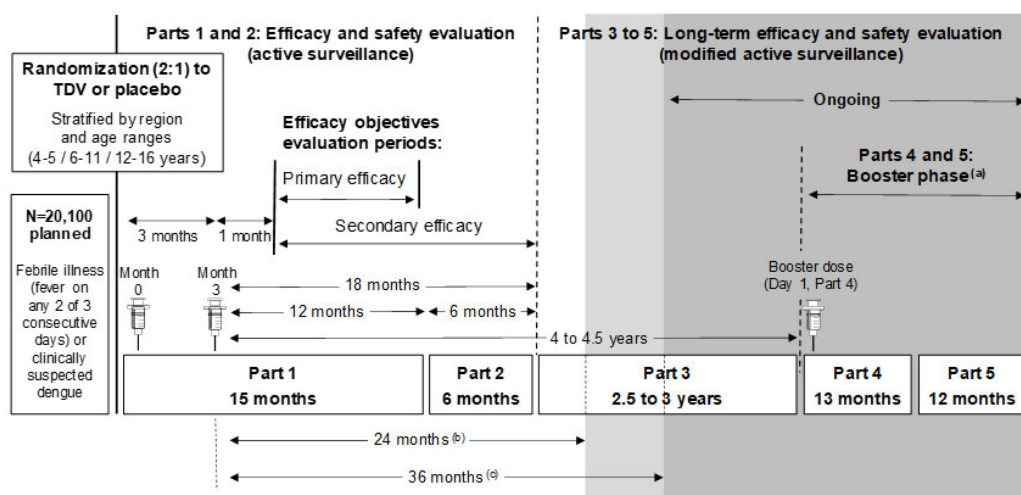 Parts 1 and 2: Efficacy and safety evaluation
(active surveillance)
Parts 3 to 5: Long-term efficacy and safety evaluation
(modified active surveillance)
Randomization (2:1) to
TDV or placebo
Stratified by region
and age ranges
(4-5 / 6-11 / 12-16 years)
Ongoing
Efficacy objectives
evaluation periods:
Primary efficacy
Parts 4 and 5:
Booster phase(a)
N=20,100
planned
Febrile illness
(fever on
any 2 of 3
consecutive
days) or
clinically
suspected
dengue
3 months
1 month
Secondary efficacy
Month
0
Month
3
18 months
Booster dose
(Day 1, Part 4)
12 months
6 months
4 to 4.5 years
Part 1
15 months
Part 2
6 months
Part 3
2.5 to 3 years
Part 4
13 months
Part 5
12 months
24 months (b)
36 months (c)